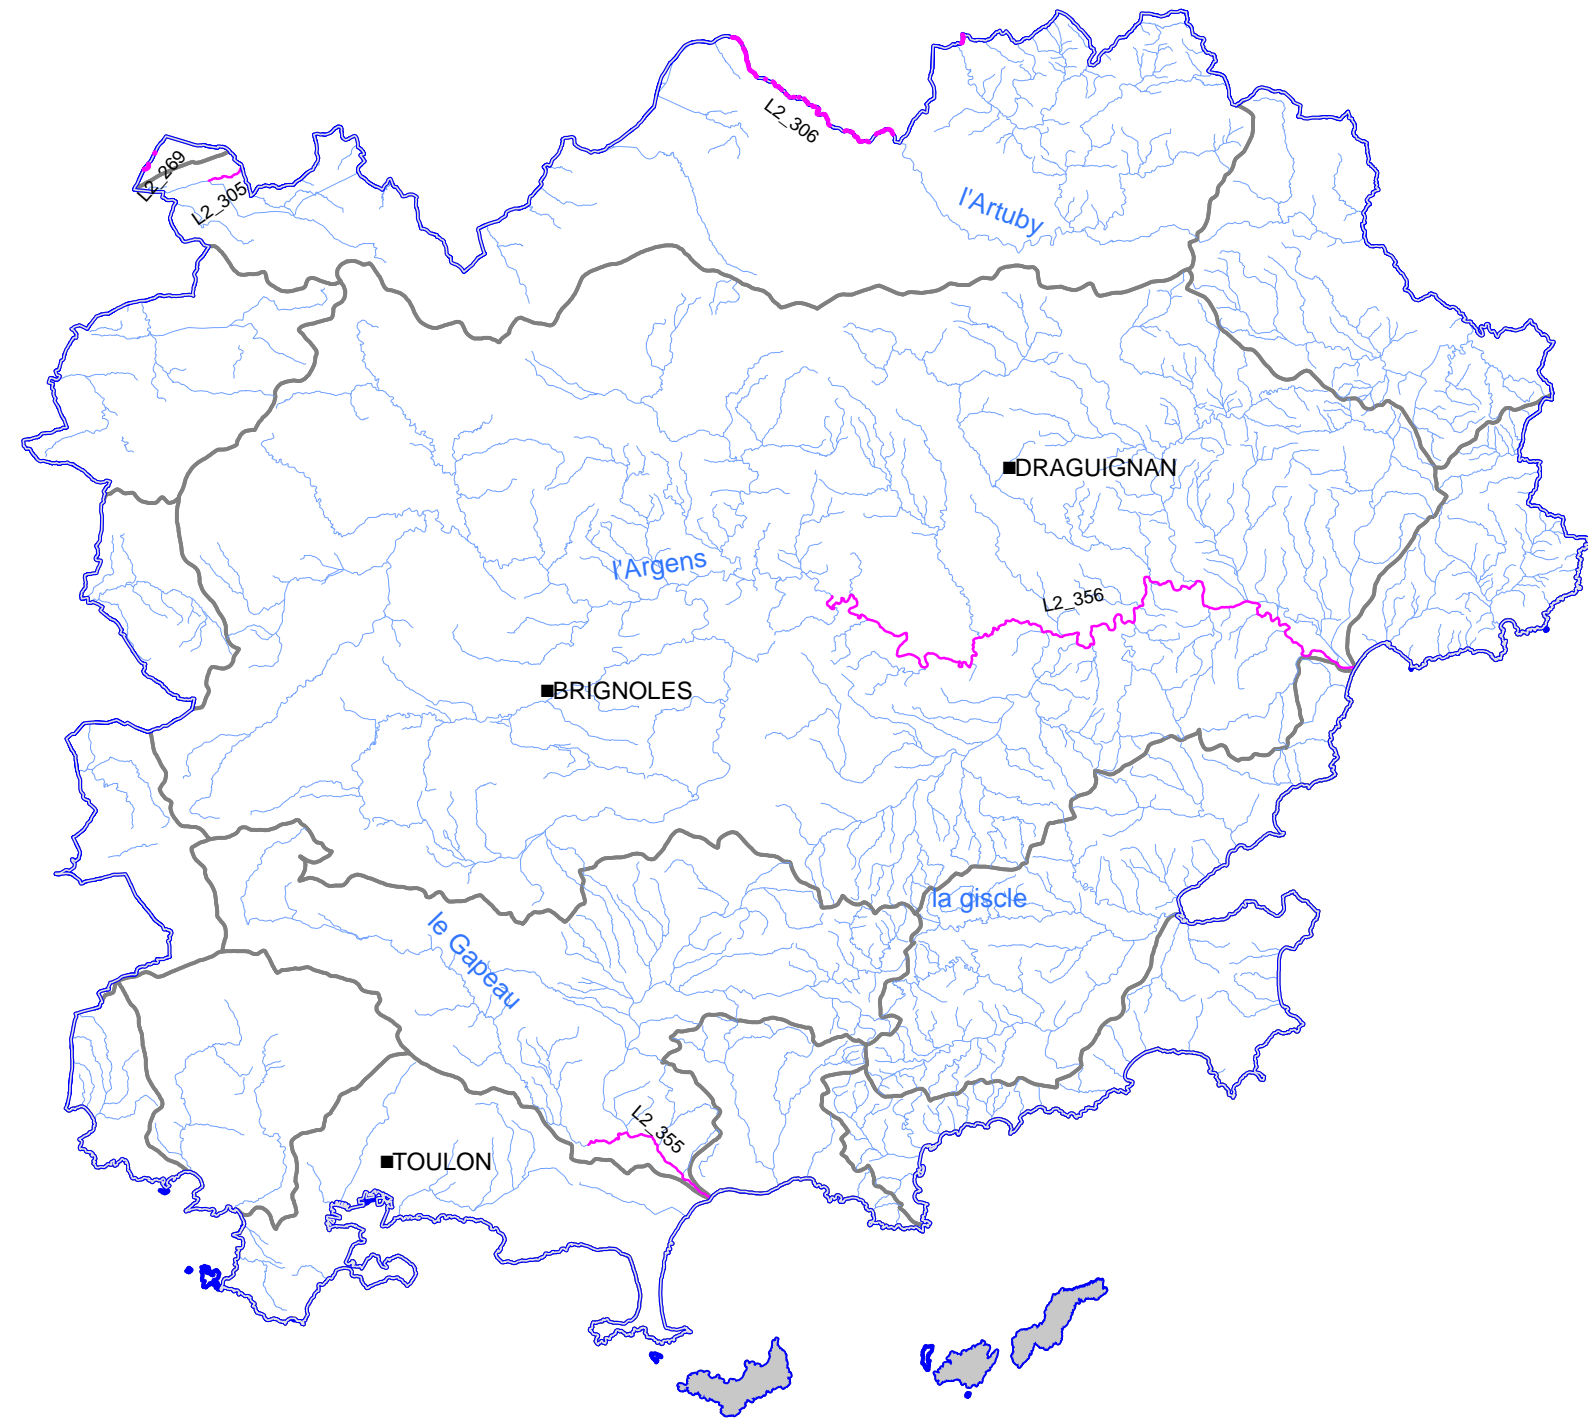 L2_306
L2_269
L2_305
l'Artuby
DRAGUIGNAN
l'Argens
L2_356
BRIGNOLES
la giscle
le Gapeau
L2_355
TOULON